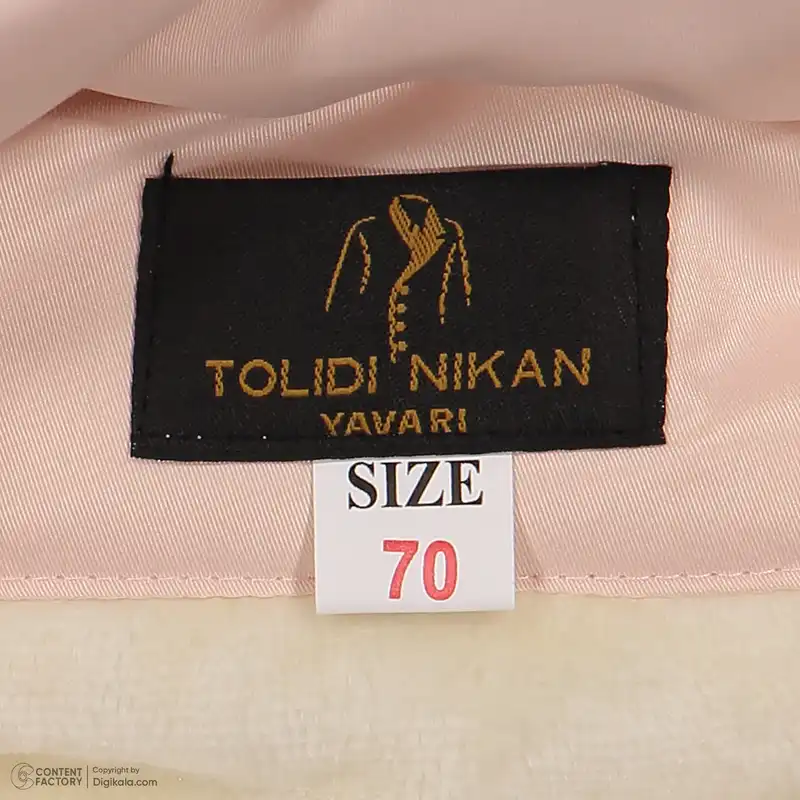 TOLIDI NIKAN
YAVARI
SIZE
70
CONTENT FACTORY
Copyright by
Digikala.com